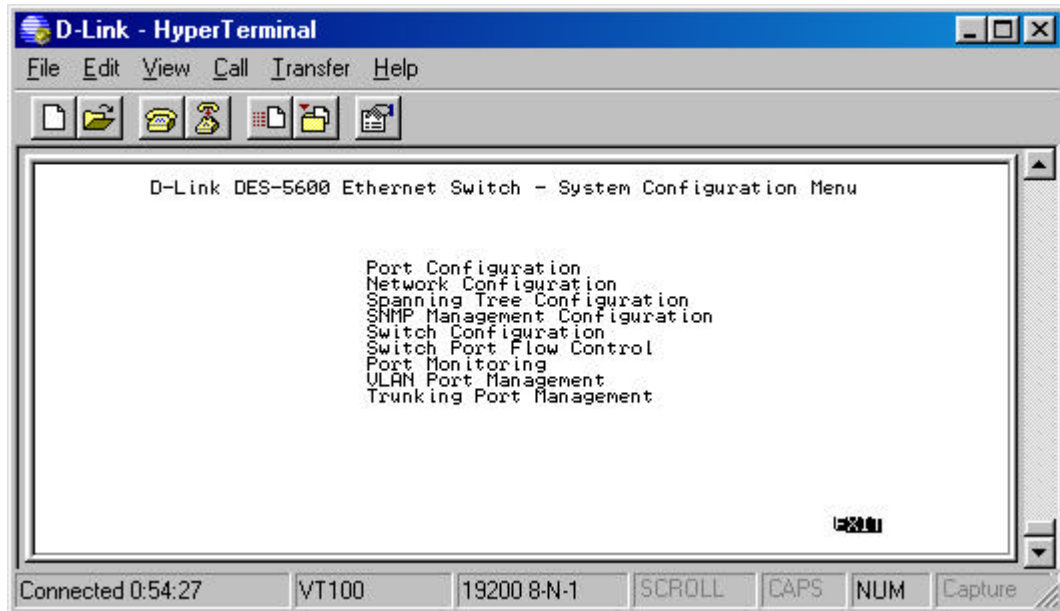 D-Link - HyperTerminal
File Edit View Call Transfer Help
D-Link DES-5600 Ethernet Switch - System Configuration Menu
Port Configuration
Network Configuration
Spanning Tree Configuration
SNMP Management Configuration
Switch Configuration
Switch Port Flow Control
Port Monitoring
VLAN Port Management
Trunking Port Management
EXIT
Connected 0:54:27 VT100 19200 8-N-1 SCROLL CAPS NUM Capture